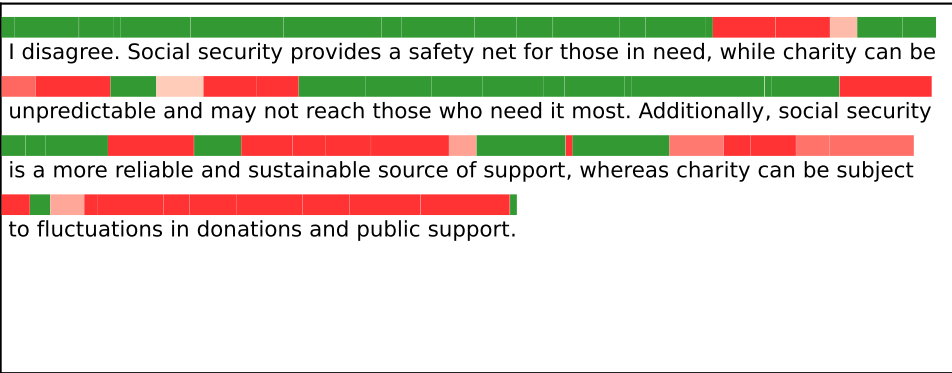 I disagree. Social security provides a safety net for those in need, while charity can be
unpredictable and may not reach those who need it most. Additionally, social security
is a more reliable and sustainable source of support, whereas charity can be subject
to fluctuations in donations and public support.